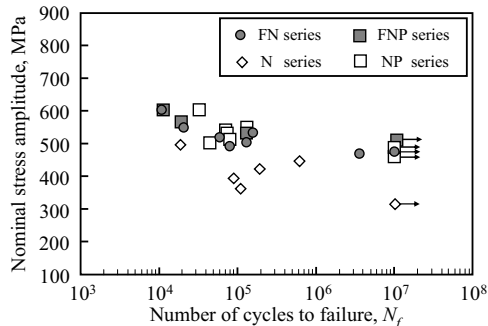 900
800
700
600
500
400
300
200
100
Nominal stress amplitude, MPa
FN series
FNP series
N series
NP series
10³ 10⁴ 10⁵ 10⁶ 10⁷ 10⁸
Number of cycles to failure, N_f